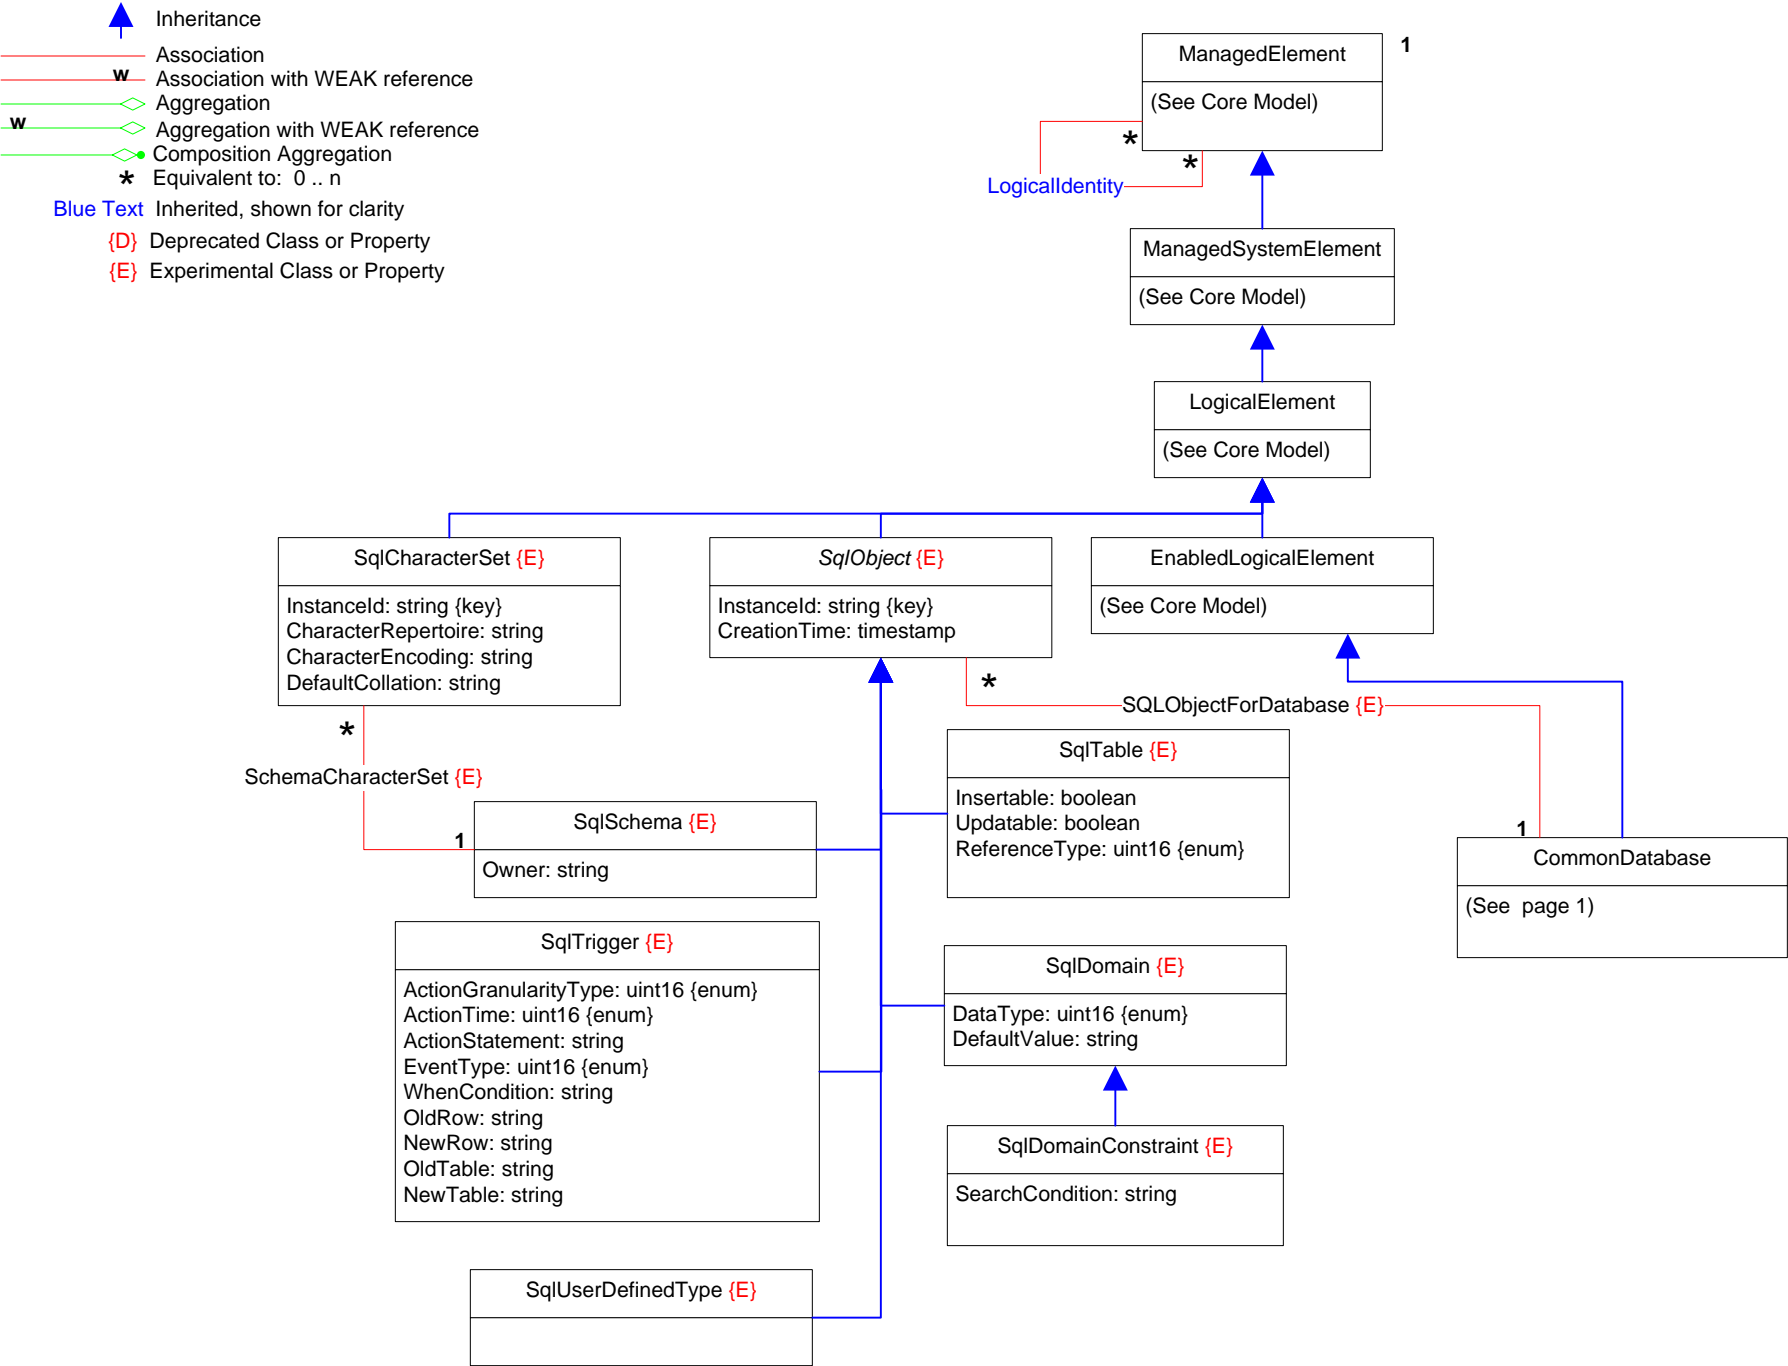 Inheritance
Association
w Association with WEAK reference
Aggregation
w Aggregation with WEAK reference
Composition Aggregation
* Equivalent to: 0 .. n
Blue Text Inherited, shown for clarity
{D} Deprecated Class or Property
{E} Experimental Class or Property
ManagedElement
1
(See Core Model)
*
*
LogicalIdentity
ManagedSystemElement
(See Core Model)
LogicalElement
(See Core Model)
SqlCharacterSet {E}
InstanceId: string {key}
CharacterRepertoire: string
CharacterEncoding: string
DefaultCollation: string
SqlObject {E}
InstanceId: string {key}
CreationTime: timestamp
EnabledLogicalElement
(See Core Model)
*
*
SQLObjectForDatabase {E}
SchemaCharacterSet {E}
1
SqlSchema {E}
Owner: string
SqlTable {E}
Insertable: boolean
Updatable: boolean
ReferenceType: uint16 {enum}
1
CommonDatabase
(See page 1)
SqlTrigger {E}
ActionGranularityType: uint16 {enum}
ActionTime: uint16 {enum}
ActionStatement: string
EventType: uint16 {enum}
WhenCondition: string
OldRow: string
NewRow: string
OldTable: string
NewTable: string
SqlDomain {E}
DataType: uint16 {enum}
DefaultValue: string
SqlDomainConstraint {E}
SearchCondition: string
SqlUserDefinedType {E}